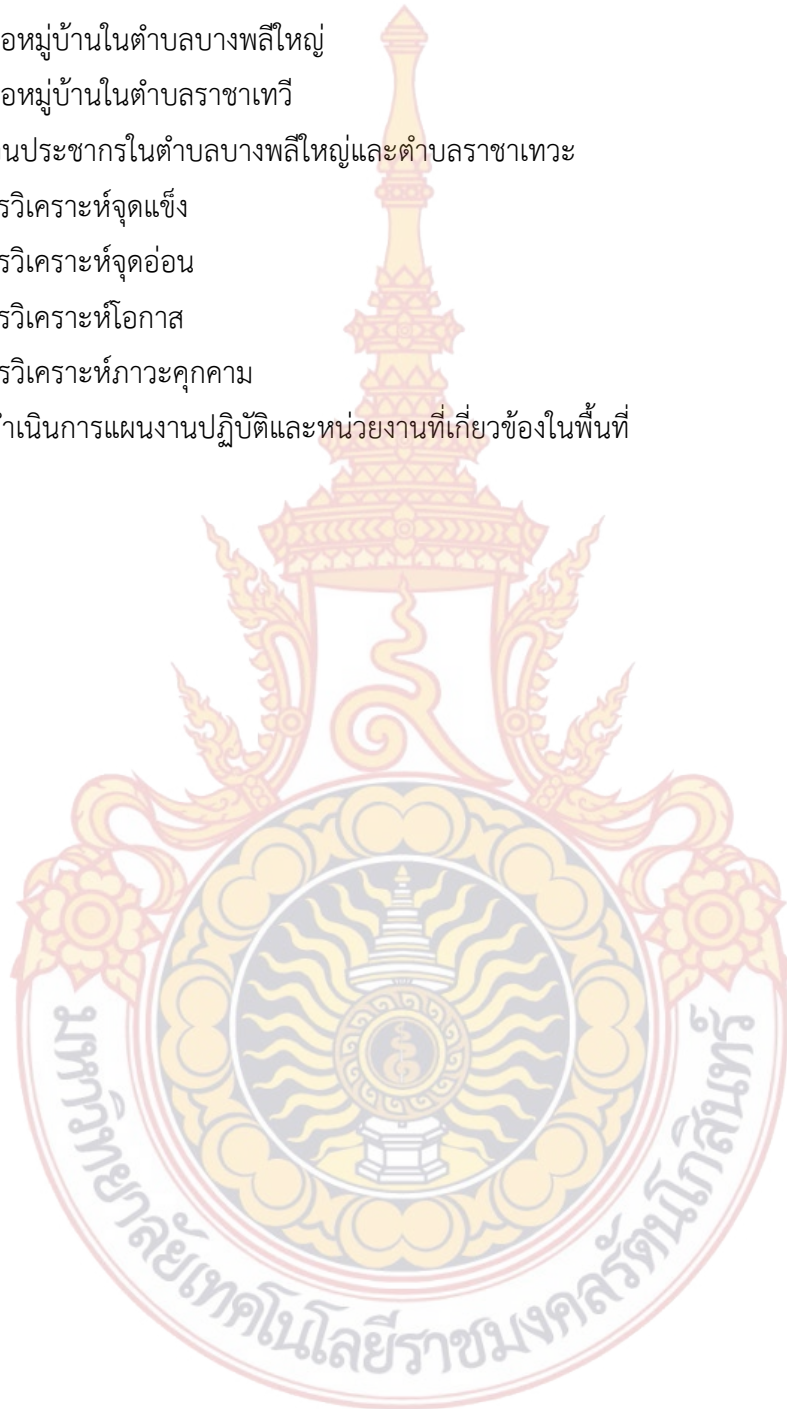 อหมู่บ้านในตำบลบางพลีใหญ่
อหมู่บ้านในตำบลราชาเทวี
นประชากรในตำบลบางพลีใหญ่และตำบลราชาเทวะ
รวิเคราะห์จุดแข็ง
รวิเคราะห์จุดอ่อน
รวิเคราะห์โอกาส
รวิเคราะห์ภาวะคุกคาม
ำเนินการแผนงานปฏิบัติและหน่วยงานที่เกี่ยวข้องในพื้นที่
มหาวิทยาลัยเทคโนโลยีราชมงคลรัตนโกสินทร์